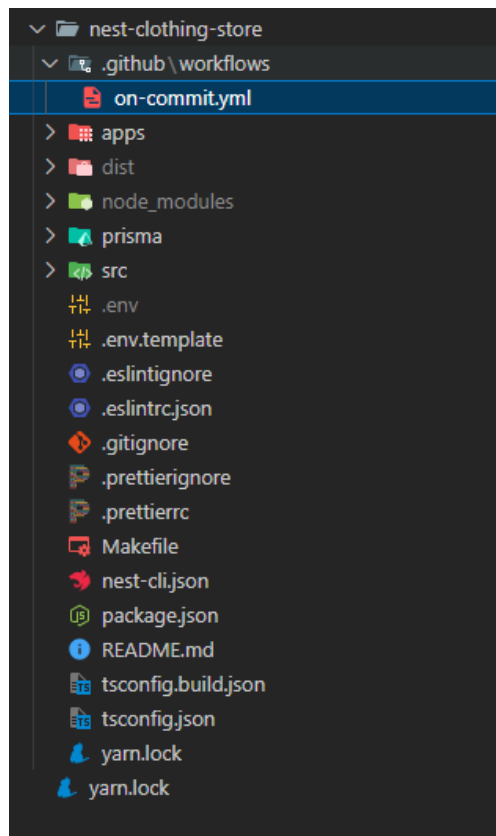 nest-clothing-store
.github\workflows
on-commit.yml
apps
dist
node_modules
prisma
src
.env
.env.template
.eslintignore
.eslintrc.json
.gitignore
.prettierignore
.prettierrc
Makefile
nest-cli.json
package.json
README.md
tsconfig.build.json
tsconfig.json
yarn.lock
yarn.lock